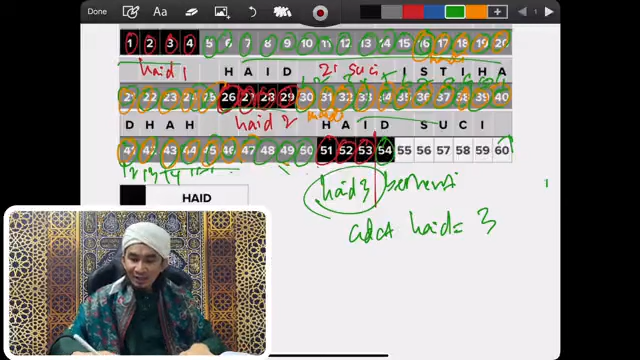 1 2 3 4 5 6 7 8 9 10 11 12 13 14 15 16 17 18 19 20
haid 1 21 suci
H A I D I S T I H A
21 22 23 24 25 26 27 28 29 30 31 32 33 34 35 36 37 38 39 40
D H A H haid 2 H A I D S U C I
41 42 43 44 45 46 47 48 49 50 51 52 53 54 55 56 57 58 59 60
12 13 14
haid 3 berhenti
HAID
adat haid = 3